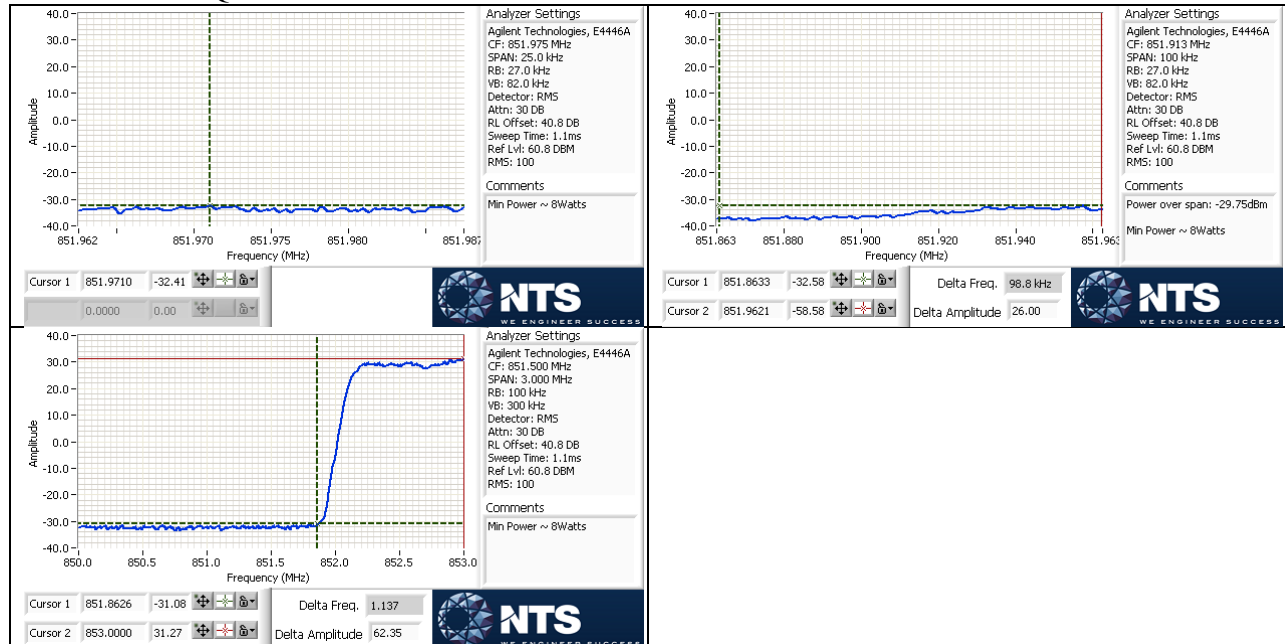 Analyzer Settings
Agilent Technologies, E4446A
CF: 851.975 MHz
SPAN: 25.0 kHz
RB: 27.0 kHz
VB: 82.0 kHz
Detector: RMS
Attn: 30 DB
RL Offset: 40.8 DB
Sweep Time: 1.1ms
Ref Lvl: 60.8 DBM
RMS: 100
Comments
Min Power ~ 8Watts
Amplitude
40.0
30.0
20.0
10.0
0.0
-10.0
-20.0
-30.0
-40.0
851.962 851.970 851.975 851.980 851.987
Frequency (MHz)
Cursor 1 851.9710 -32.41
0.0000 0.00
NTS
WE ENGINEER SUCCESS
Analyzer Settings
Agilent Technologies, E4446A
CF: 851.913 MHz
SPAN: 100 kHz
RB: 27.0 kHz
VB: 82.0 kHz
Detector: RMS
Attn: 30 DB
RL Offset: 40.8 DB
Sweep Time: 1.1ms
Ref Lvl: 60.8 DBM
RMS: 100
Comments
Power over span: -29.75dBm
Min Power ~ 8Watts
Amplitude
40.0
30.0
20.0
10.0
0.0
-10.0
-20.0
-30.0
-40.0
851.863 851.880 851.900 851.920 851.940 851.963
Frequency (MHz)
Cursor 1 851.8633 -32.58
Cursor 2 851.9621 -58.58
Delta Freq. 98.8 kHz
Delta Amplitude 26.00
NTS
WE ENGINEER SUCCESS
Analyzer Settings
Agilent Technologies, E4446A
CF: 851.500 MHz
SPAN: 3.000 MHz
RB: 100 kHz
VB: 300 kHz
Detector: RMS
Attn: 30 DB
RL Offset: 40.8 DB
Sweep Time: 1.1ms
Ref Lvl: 60.8 DBM
RMS: 100
Comments
Min Power ~ 8Watts
Amplitude
40.0
30.0
20.0
10.0
0.0
-10.0
-20.0
-30.0
-40.0
850.0 850.5 851.0 851.5 852.0 852.5 853.0
Frequency (MHz)
Cursor 1 851.8626 -31.08
Cursor 2 853.0000 31.27
Delta Freq. 1.137
Delta Amplitude 62.35
NTS